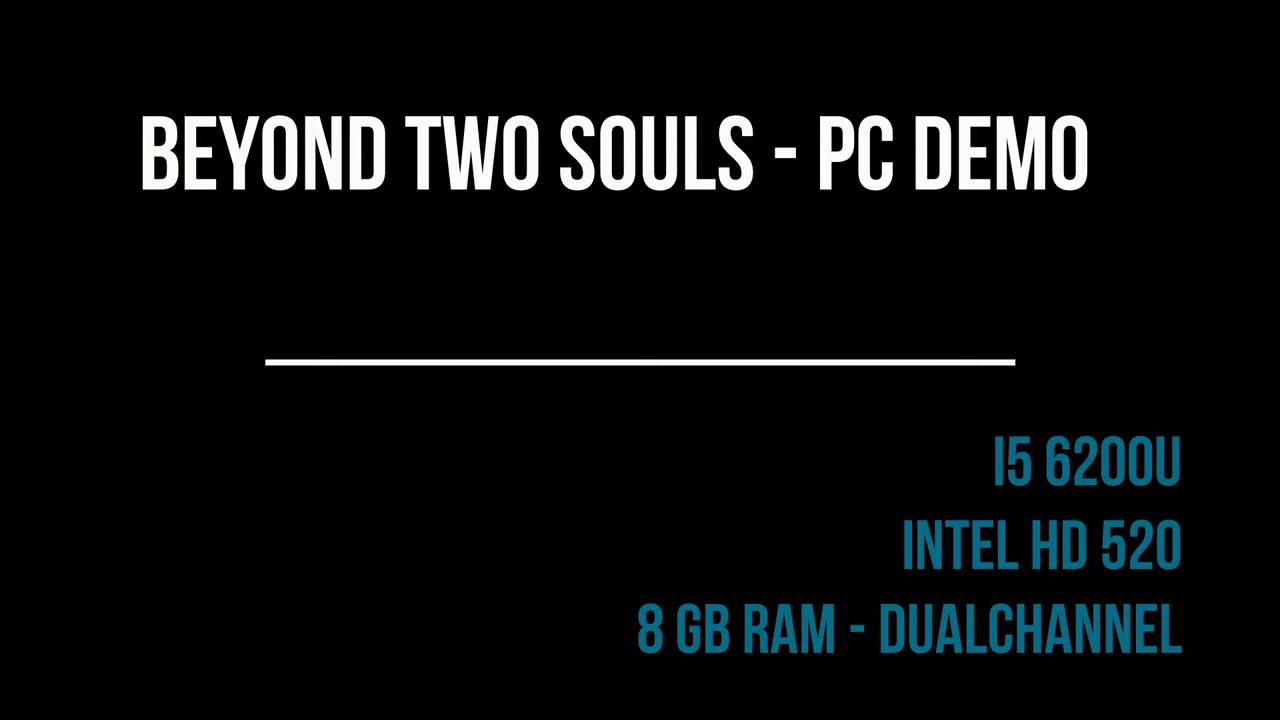 BEYOND TWO SOULS - PC DEMO
I5 6200U
INTEL HD 520
8 GB RAM - DUALCHANNEL